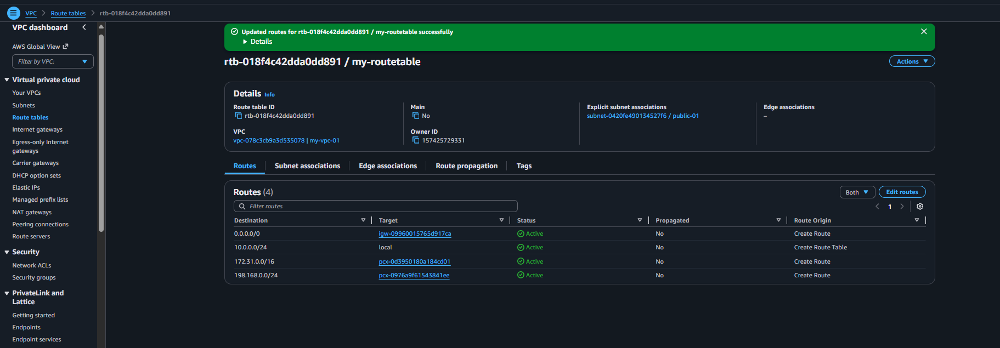 VPC > Route tables > rtb-018f4c42dda0dd891
VPC dashboard
AWS Global View
Filter by VPC:
Virtual private cloud
Your VPCs
Subnets
Route tables
Internet gateways
Egress-only Internet
gateways
Carrier gateways
DHCP option sets
Elastic IPs
Managed prefix lists
NAT gateways
Peering connections
Route servers
Security
Network ACLs
Security groups
PrivateLink and
Lattice
Getting started
Endpoints
Endpoint services
Updated routes for rtb-018f4c42dda0dd891 / my-routetable successfully
Details
rtb-018f4c42dda0dd891 / my-routetable
Actions
Details Info
Route table ID
rtb-018f4c42dda0dd891
Main
No
Explicit subnet associations
subnet-0420fe490134527f6 / public-01
Edge associations
–
VPC
vpc-078c3cb9a3d535078 | my-vpc-01
Owner ID
157425729331
Routes Subnet associations Edge associations Route propagation Tags
Routes (4)
Both Edit routes
Filter routes
1
Destination Target Status Propagated Route Origin
0.0.0.0/0 igw-09960015765d917ca Active No Create Route
10.0.0.0/24 local Active No Create Route Table
172.31.0.0/16 pcx-0d3950180a184cd01 Active No Create Route
198.168.0.0/24 pcx-0976a9f61543841ee Active No Create Route